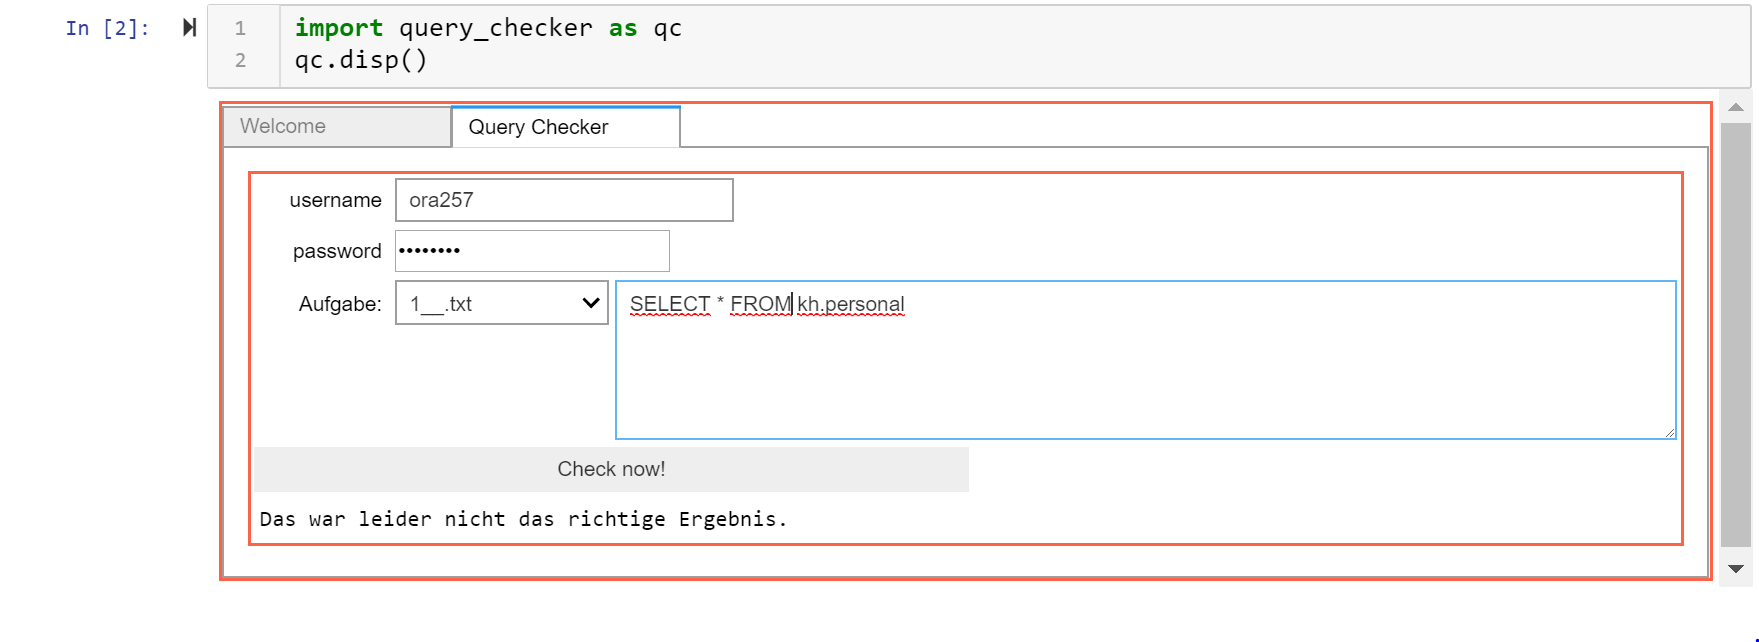 In [2]:
1 import query_checker as qc
2 qc.disp()
Welcome Query Checker
username ora257
password ••••••••
Aufgabe: 1__.txt SELECT * FROM kh.personal
Check now!
Das war leider nicht das richtige Ergebnis.